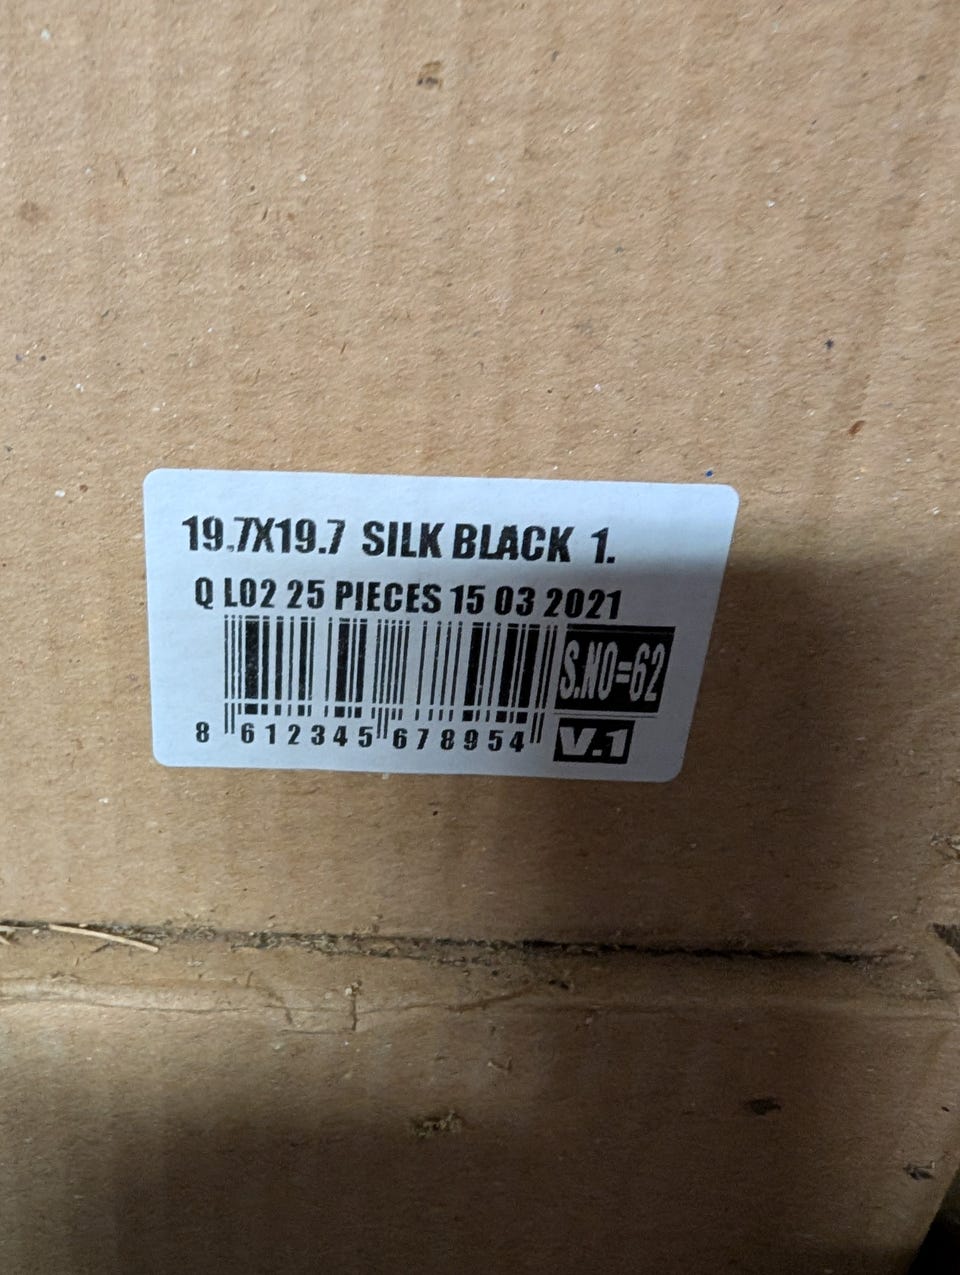 19.7X19.7 SILK BLACK 1.
Q L02 25 PIECES 15 03 2021
S.NO=62
8 612345 678954
V.1